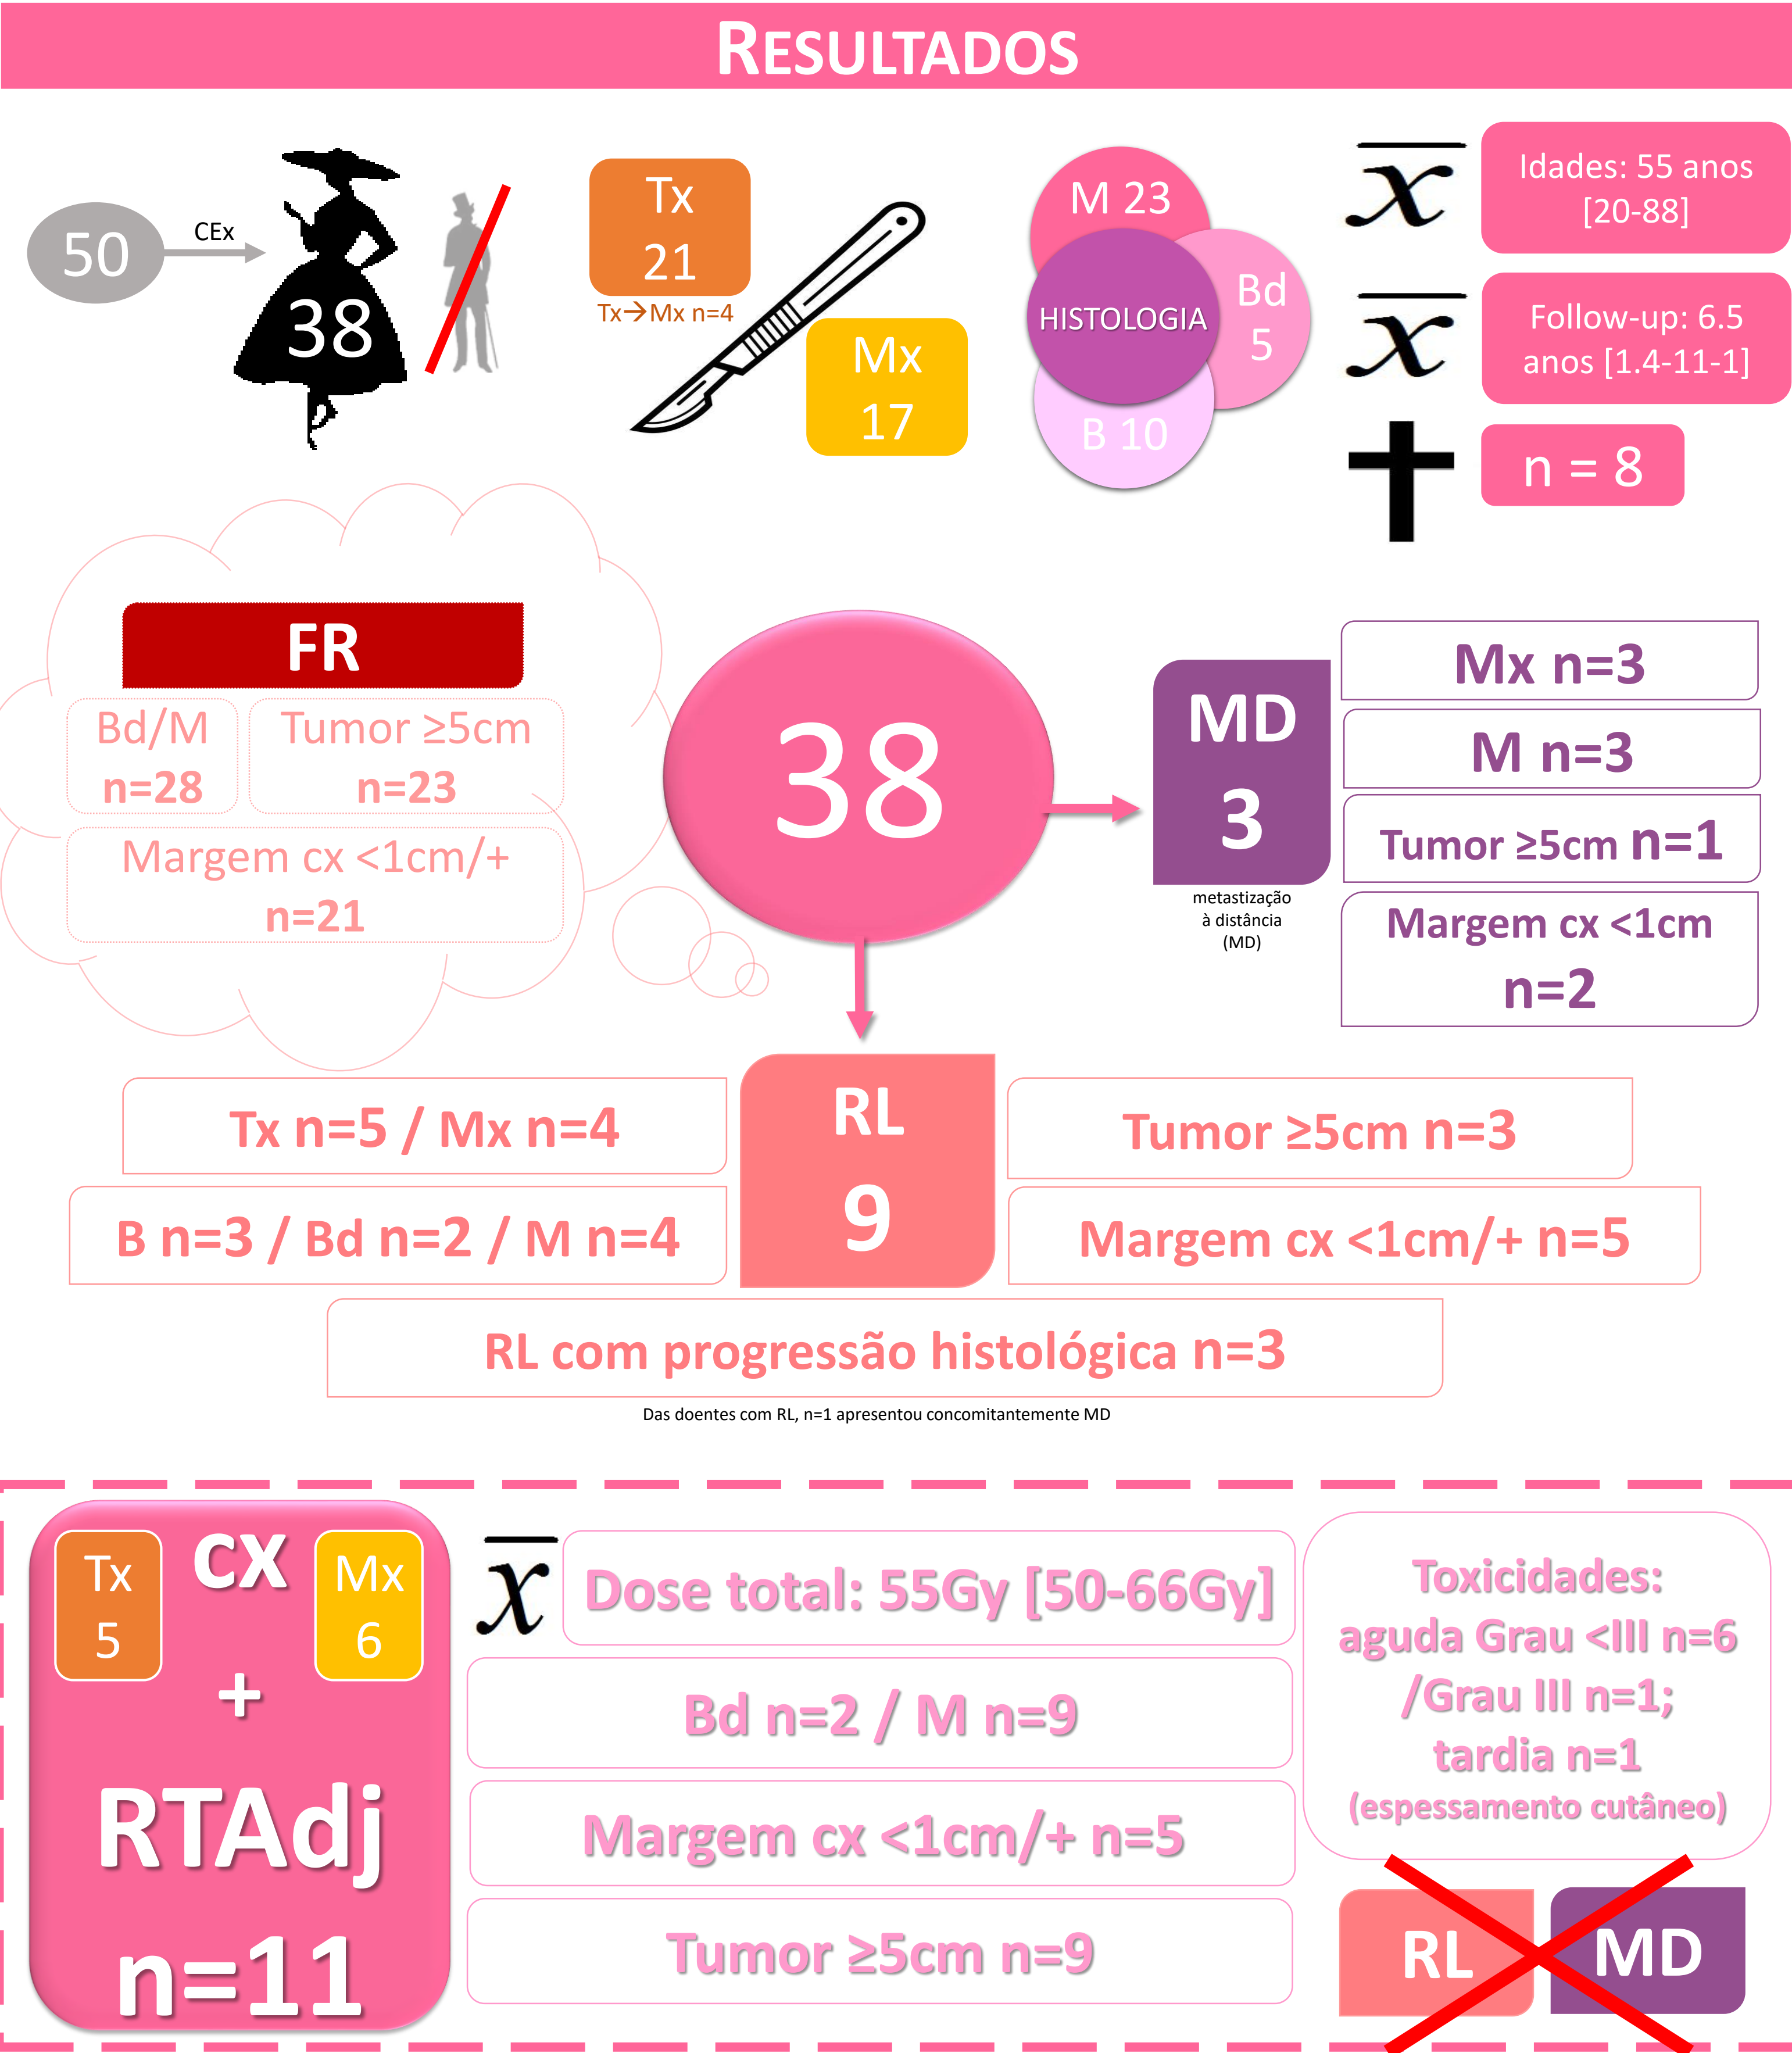 RESULTADOS
50
CEx
38
Tx
21
Tx→Mx n=4
Mx
17
M 23
HISTOLOGIA
Bd
5
B 10
x̄
Idades: 55 anos
[20-88]
x̄
Follow-up: 6.5
anos [1.4-11-1]
n = 8
FR
Bd/M
n=28
Tumor ≥5cm
n=23
Margem cx <1cm/+
n=21
38
MD
3
metastização
à distância
(MD)
Mx n=3
M n=3
Tumor ≥5cm n=1
Margem cx <1cm
n=2
RL
9
Tx n=5 / Mx n=4
B n=3 / Bd n=2 / M n=4
Tumor ≥5cm n=3
Margem cx <1cm/+ n=5
RL com progressão histológica n=3
Das doentes com RL, n=1 apresentou concomitantemente MD
Tx
5
cx
Mx
6
+
RTAdj
n=11
x̄
Dose total: 55Gy [50-66Gy]
Bd n=2 / M n=9
Margem cx <1cm/+ n=5
Tumor ≥5cm n=9
Toxicidades:
aguda Grau <III n=6
/Grau III n=1;
tardia n=1
(espessamento cutâneo)
RL
MD